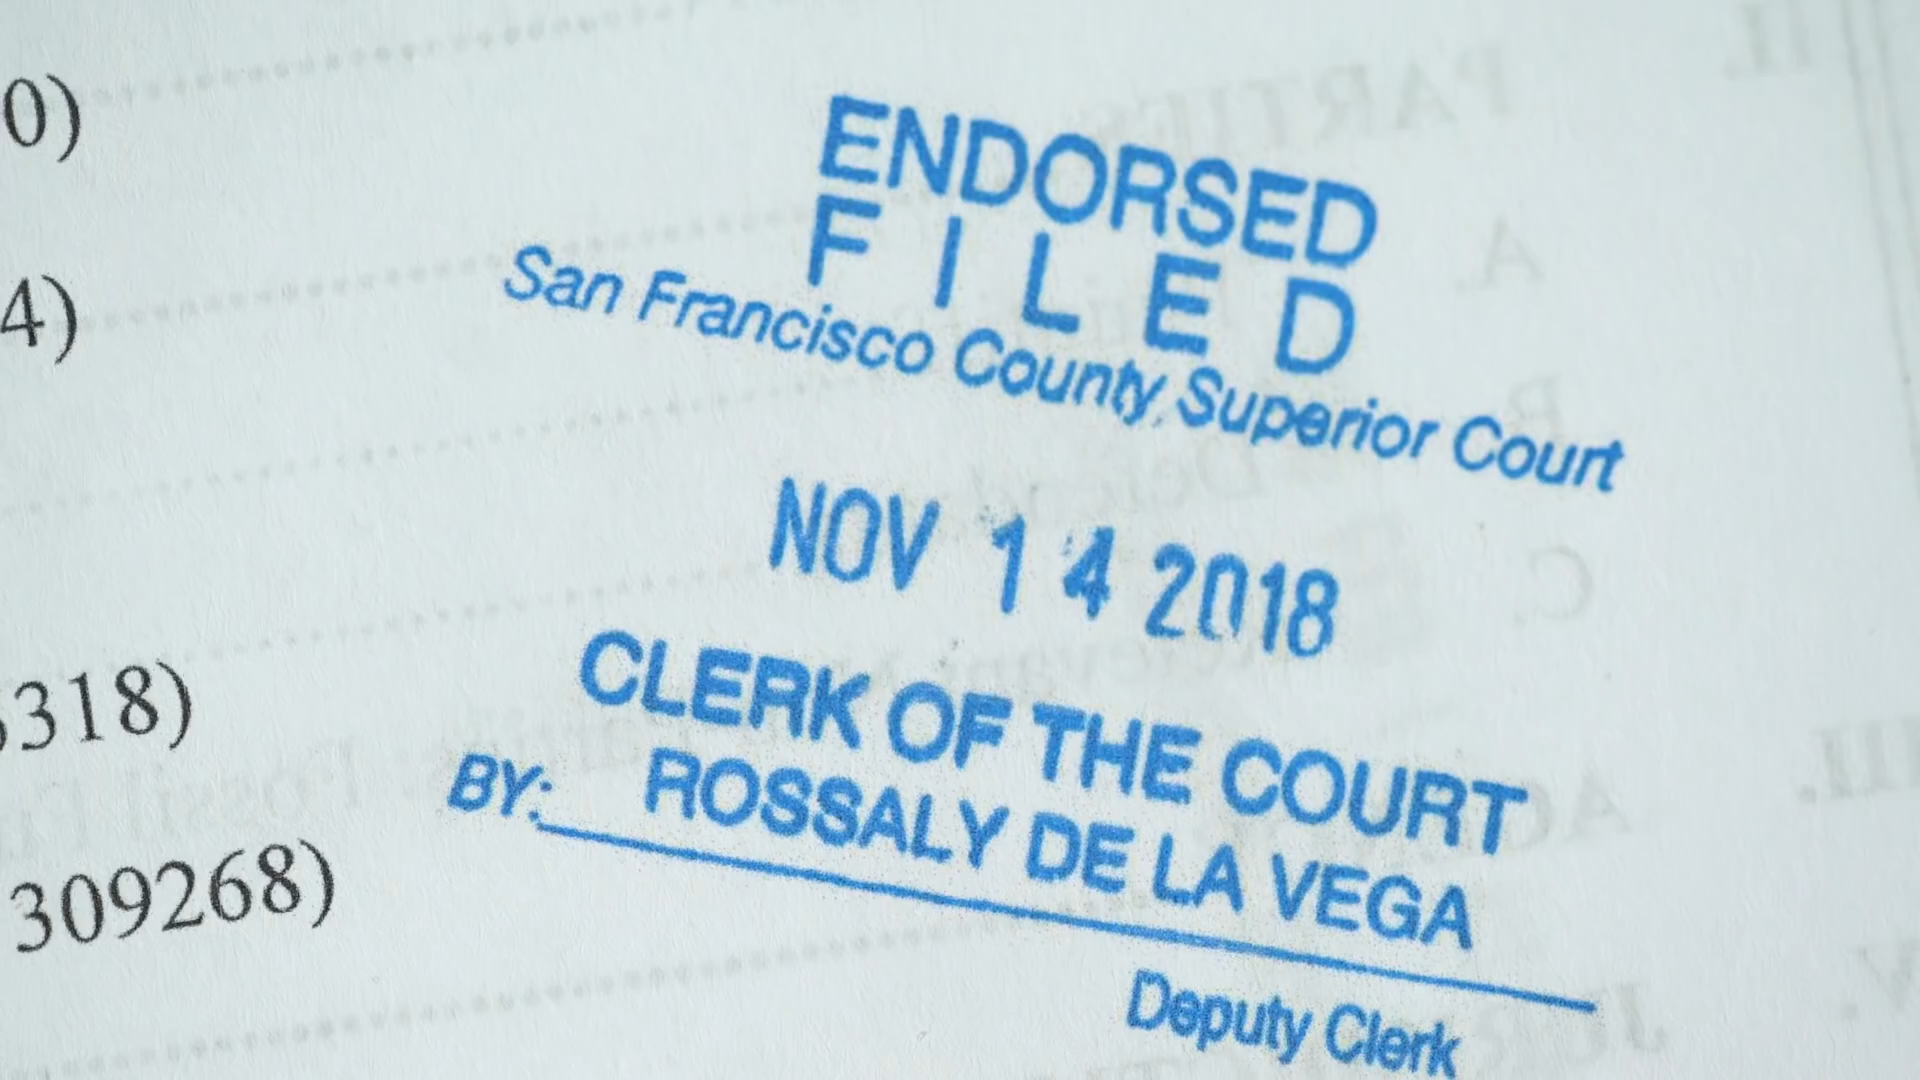 0)
ENDORSED
FILED
4)
San Francisco County Superior Court
NOV 14 2018
318)
CLERK OF THE COURT
BY: ROSSALY DE LA VEGA
309268)
Deputy Clerk